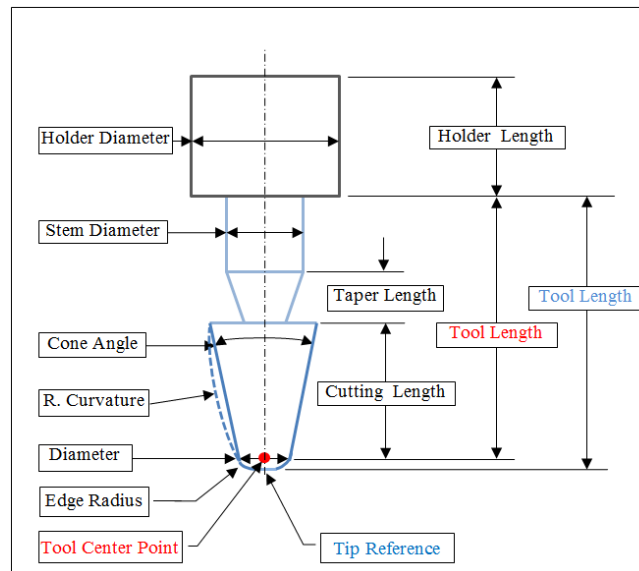 Holder Diameter
Holder Length
Stem Diameter
Taper Length
Tool Length
Tool Length
Cone Angle
Cutting Length
R. Curvature
Diameter
Edge Radius
Tool Center Point
Tip Reference